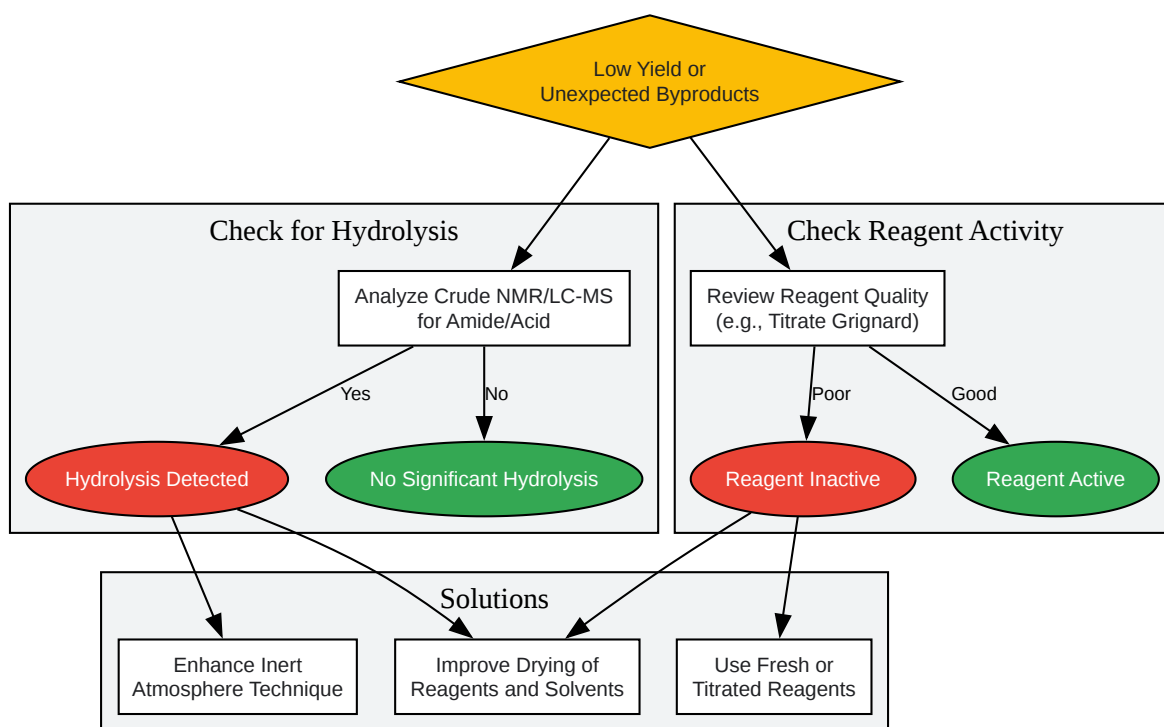 Low Yield or
Unexpected Byproducts
Check for Hydrolysis
Check Reagent Activity
Analyze Crude NMR/LC-MS
for Amide/Acid
Review Reagent Quality
(e.g., Titrate Grignard)
Yes
No
Poor
Good
Hydrolysis Detected
No Significant Hydrolysis
Reagent Inactive
Reagent Active
Solutions
Enhance Inert
Atmosphere Technique
Improve Drying of
Reagents and Solvents
Use Fresh or
Titrated Reagents